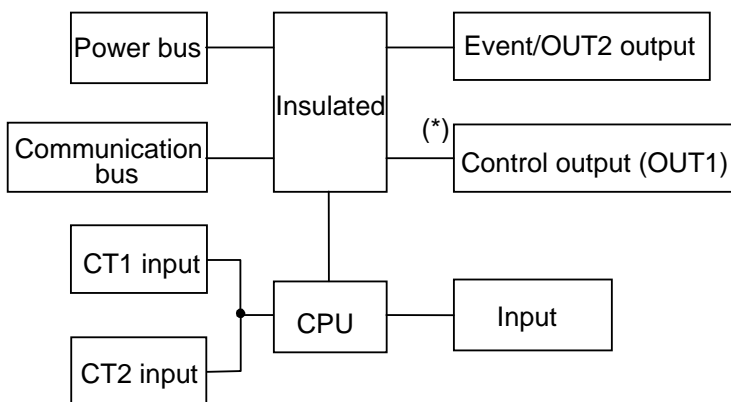 Power bus
Event/OUT2 output
Insulated
(*)
Communication
bus
Control output (OUT1)
CT1 input
CPU
Input
CT2 input